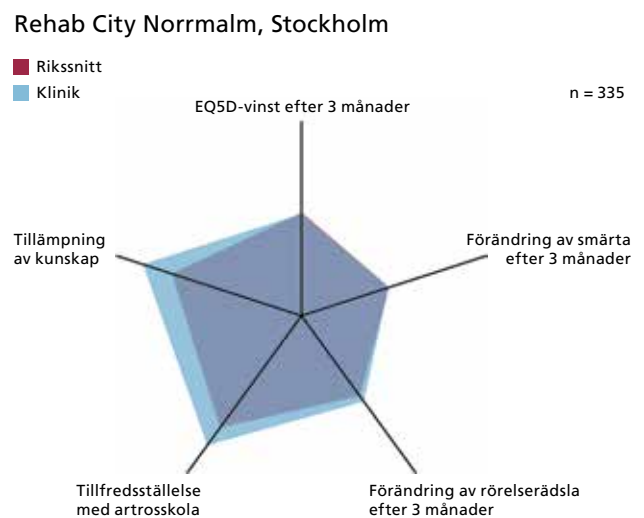 Rehab City Norrmalm, Stockholm
Rikssnitt
Klinik
n = 335
EQ5D-vinst efter 3 månader
Tillämpning
av kunskap
Förändring av smärta
efter 3 månader
Tillfredsställelse
med artrosskola
Förändring av rörelserädsla
efter 3 månader